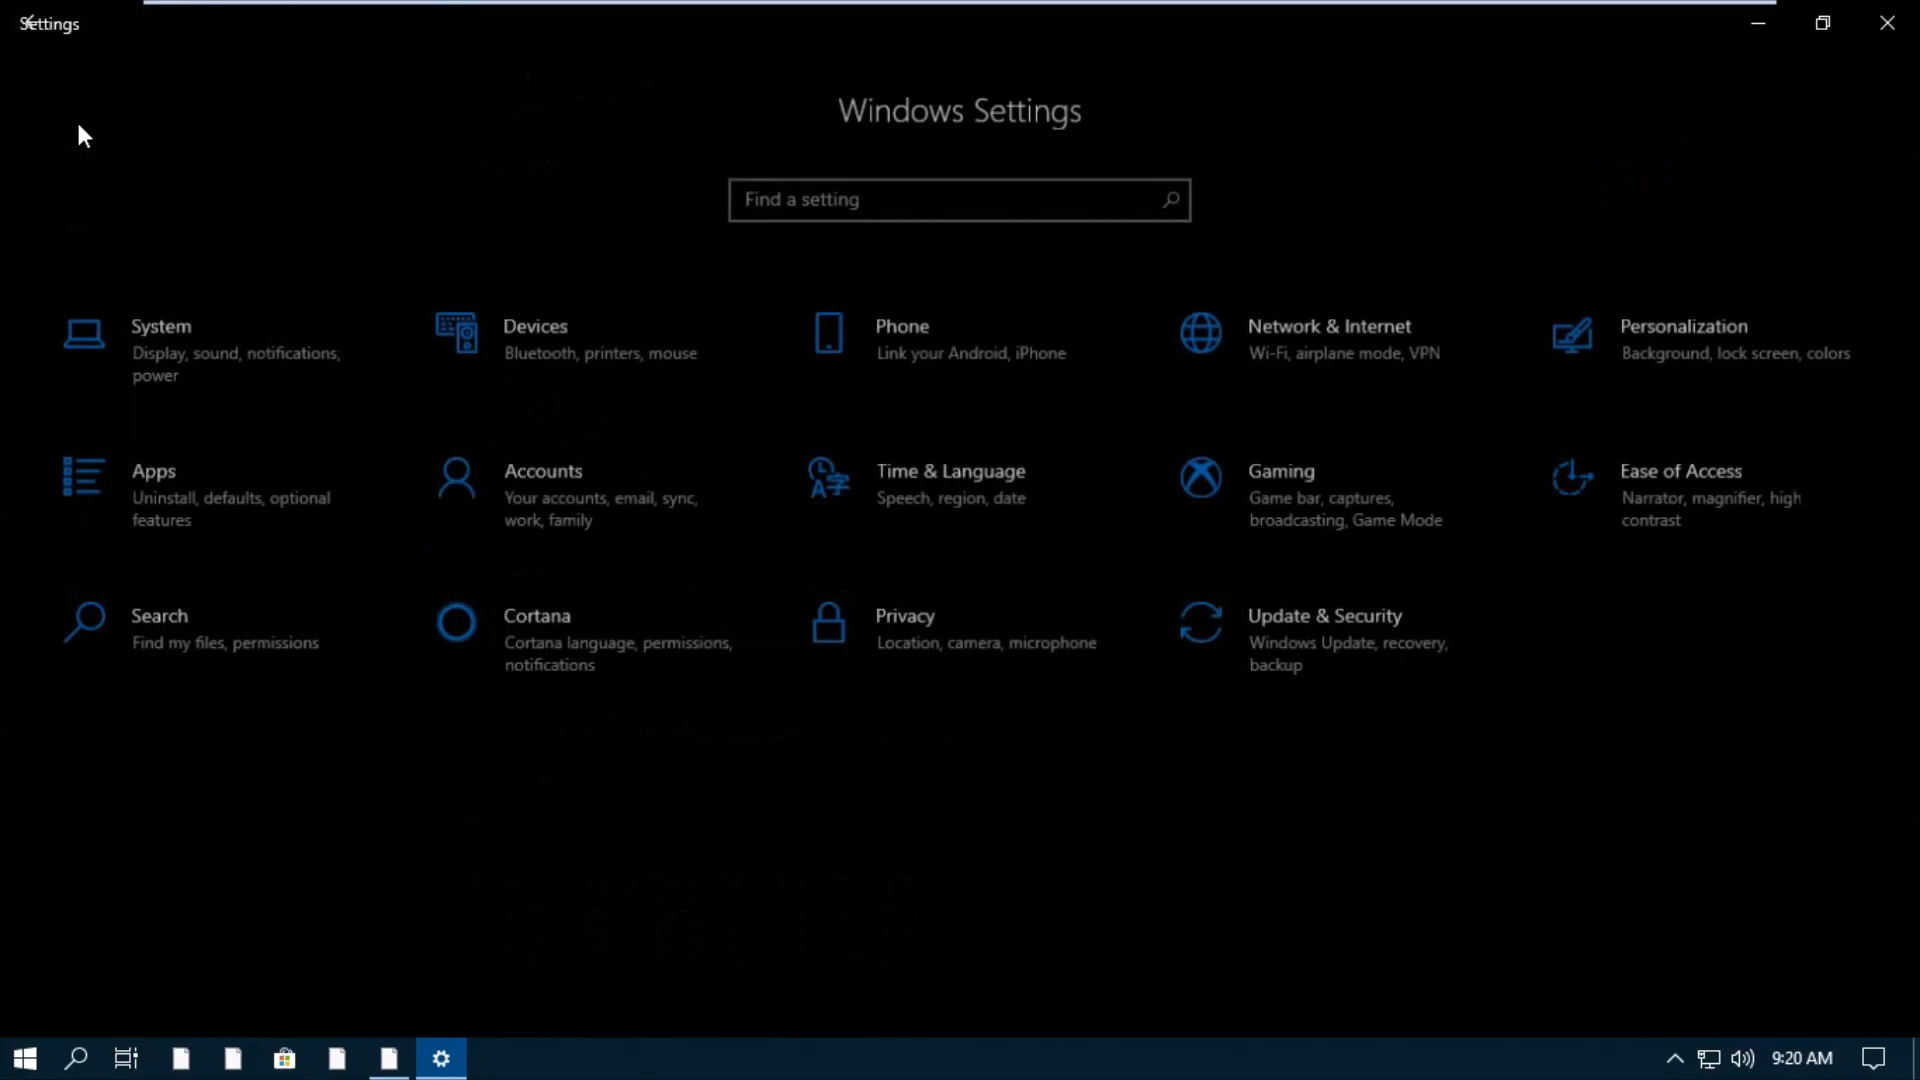 Settings
Windows Settings
Find a setting
System
Display, sound, notifications,
power
Devices
Bluetooth, printers, mouse
Phone
Link your Android, iPhone
Network & Internet
Wi-Fi, airplane mode, VPN
Personalization
Background, lock screen, colors
Apps
Uninstall, defaults, optional
features
Accounts
Your accounts, email, sync,
work, family
Time & Language
Speech, region, date
Gaming
Game bar, captures,
broadcasting, Game Mode
Ease of Access
Narrator, magnifier, high
contrast
Search
Find my files, permissions
Cortana
Cortana language, permissions,
notifications
Privacy
Location, camera, microphone
Update & Security
Windows Update, recovery,
backup
9:20 AM